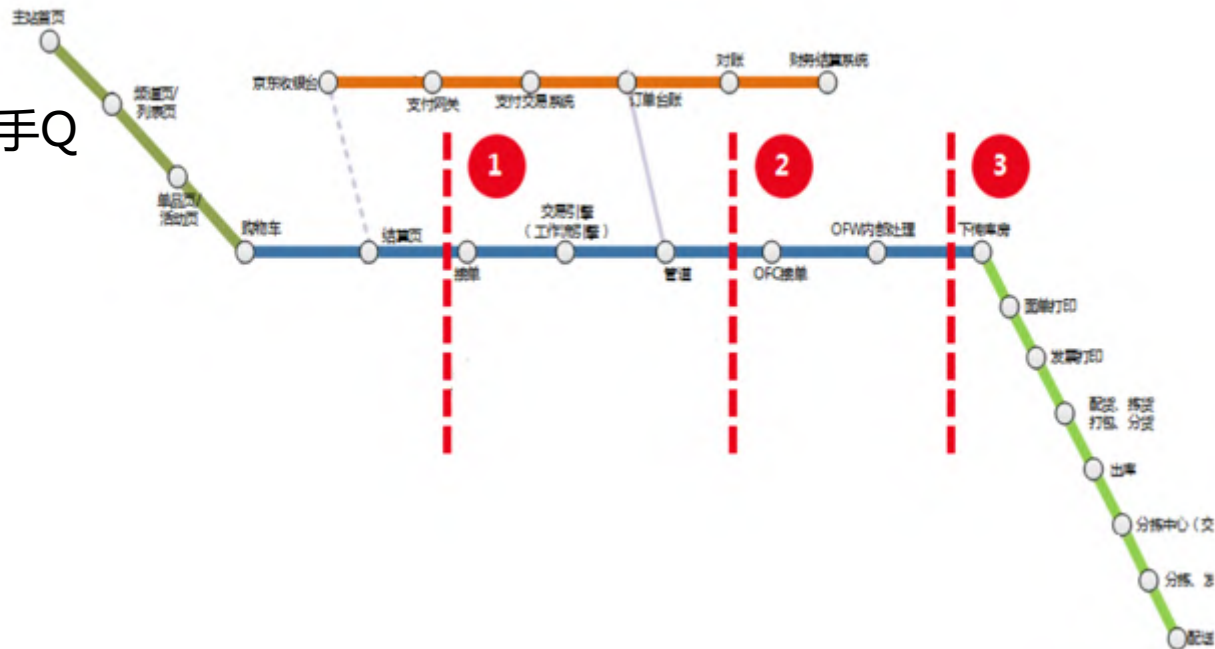 主站首页
频道页/
列表页
手Q
单品页/
活动页
购物车
京东收银台
支付网关
支付交易系统
订单台账
对账
财务结算系统
1
2
3
结算页
接单
交易引擎
（工作流引擎）
管道
OFC接单
OFW内部处理
下传库房
面单打印
发票打印
配货、拣货
打包、分货
出库
分拣中心（交
分拣、发
配送